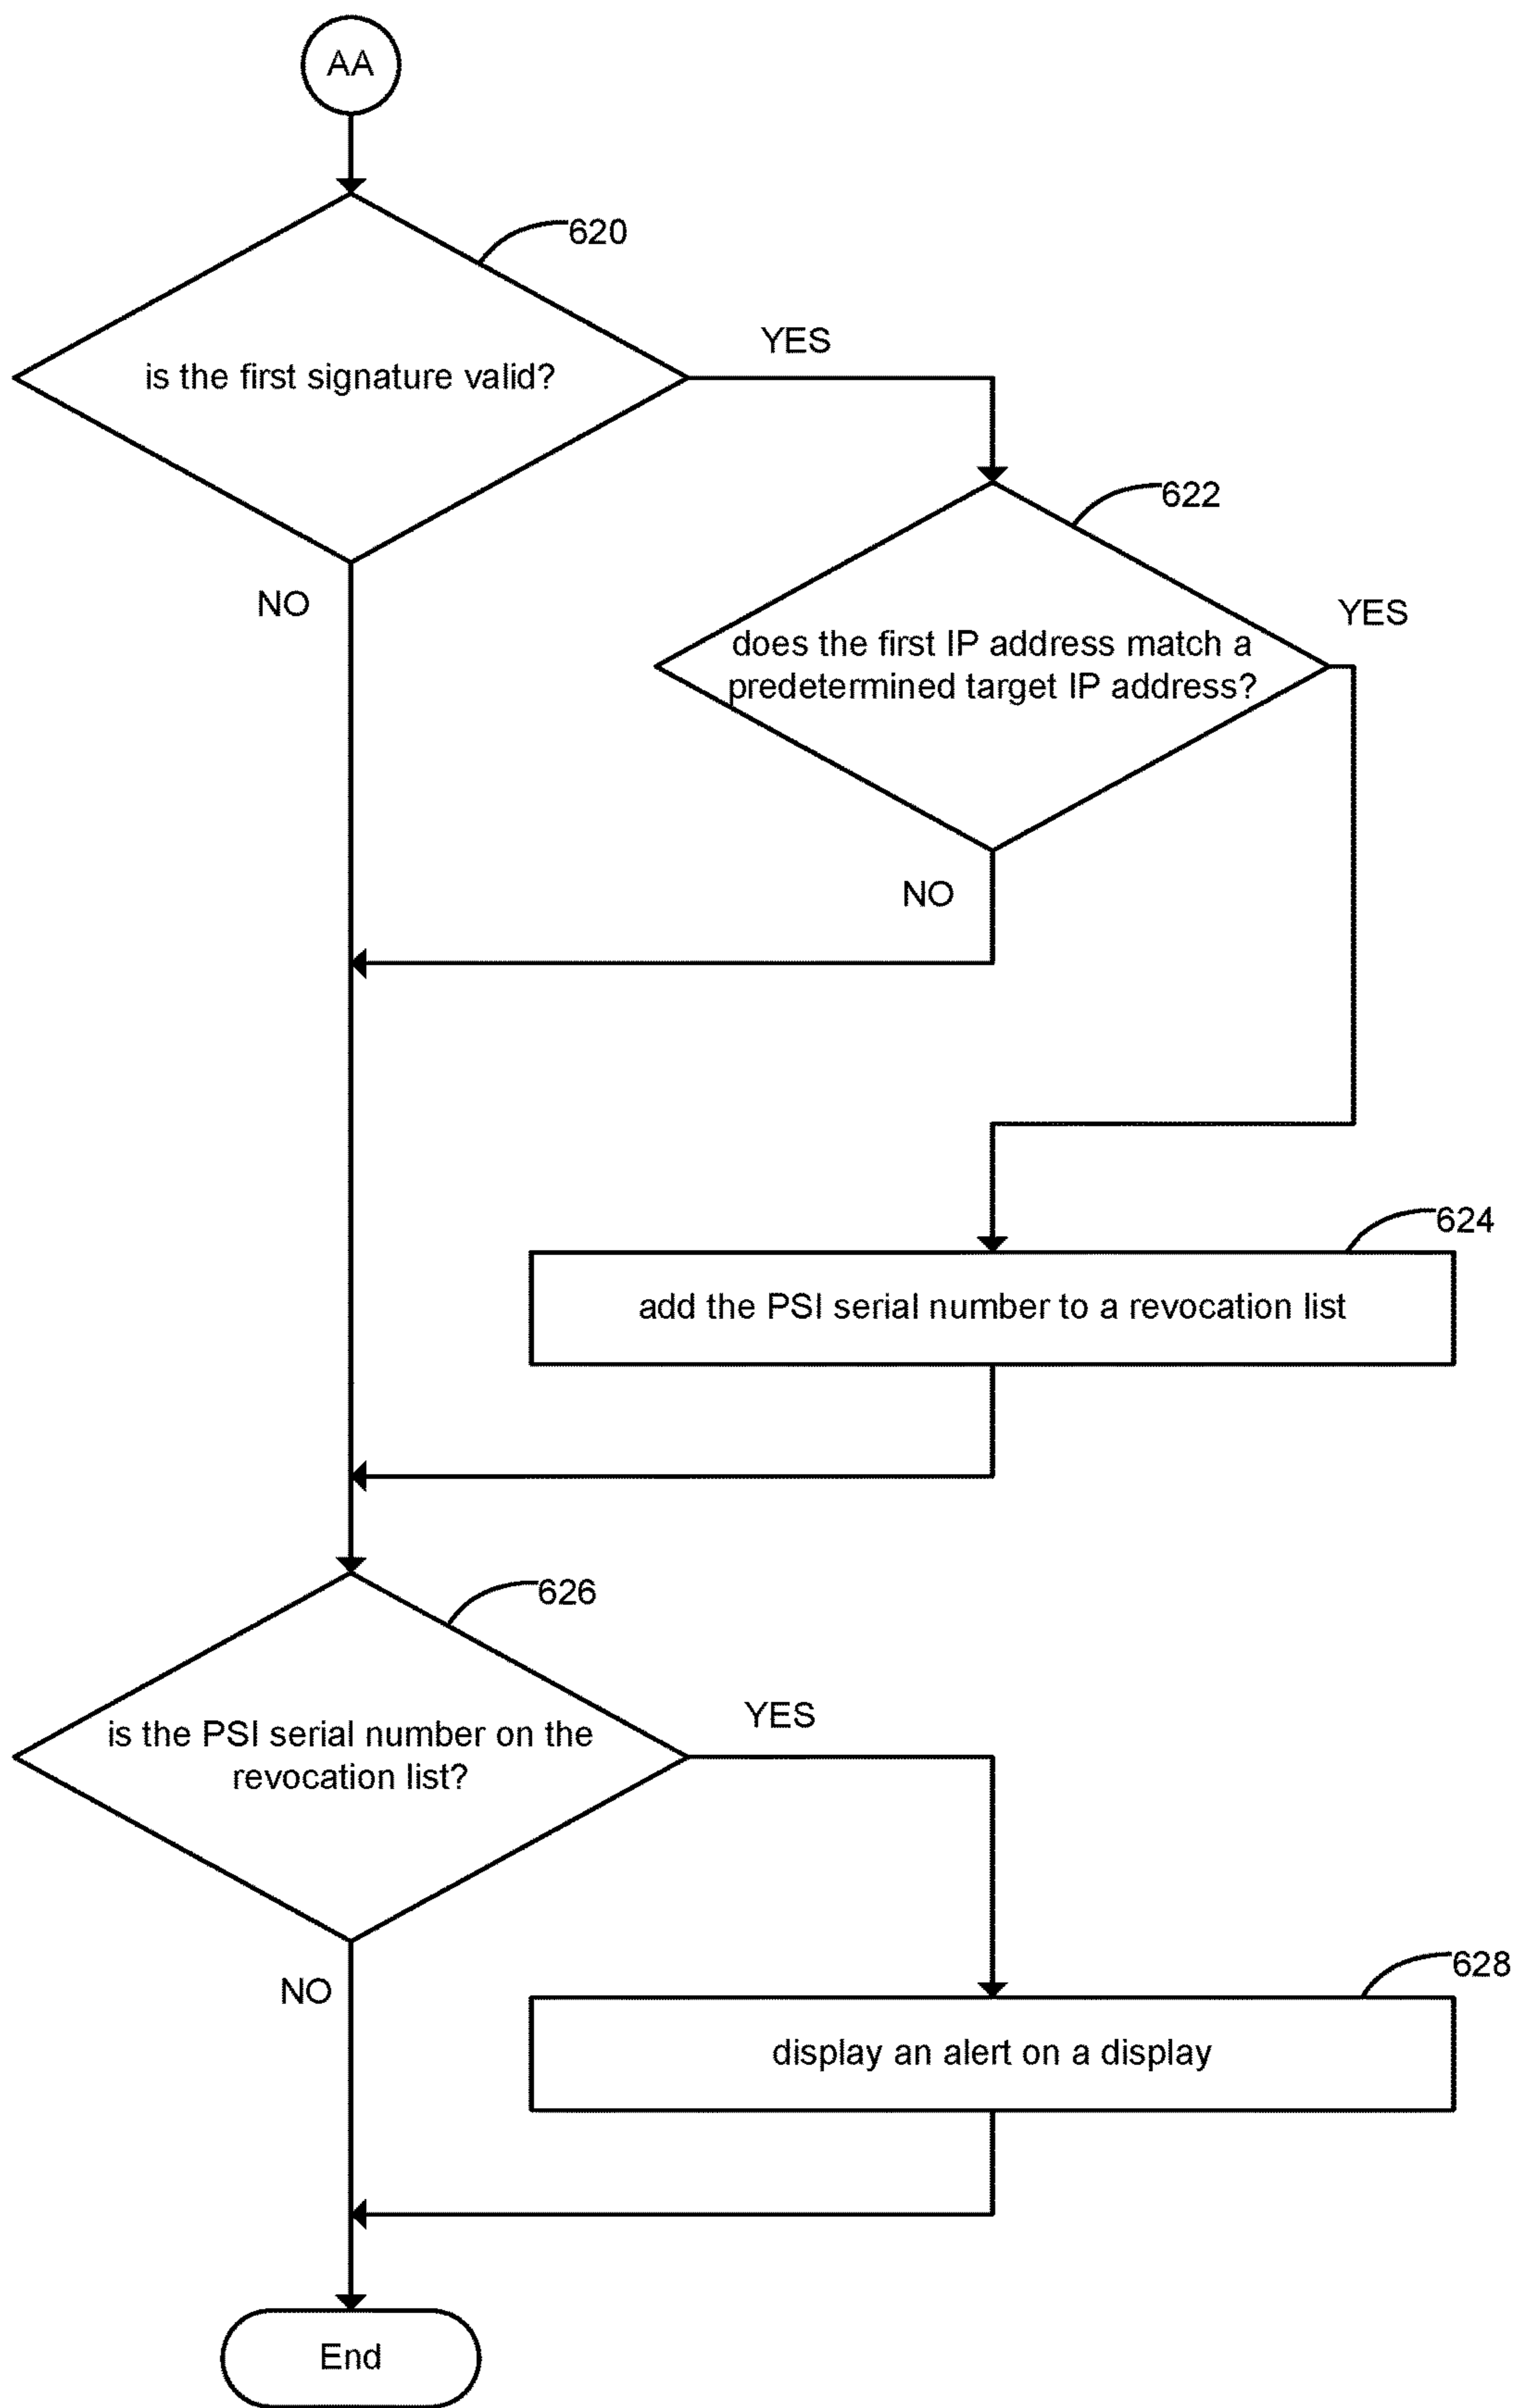 AA
620
is the first signature valid?
YES
NO
622
does the first IP address match a
predetermined target IP address?
YES
NO
624
add the PSI serial number to a revocation list
626
is the PSI serial number on the
revocation list?
YES
NO
628
display an alert on a display
End